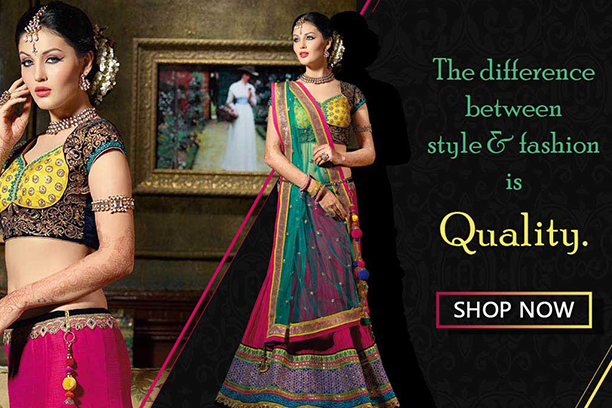 The difference
between
style & fashion
is
Quality.
SHOP NOW